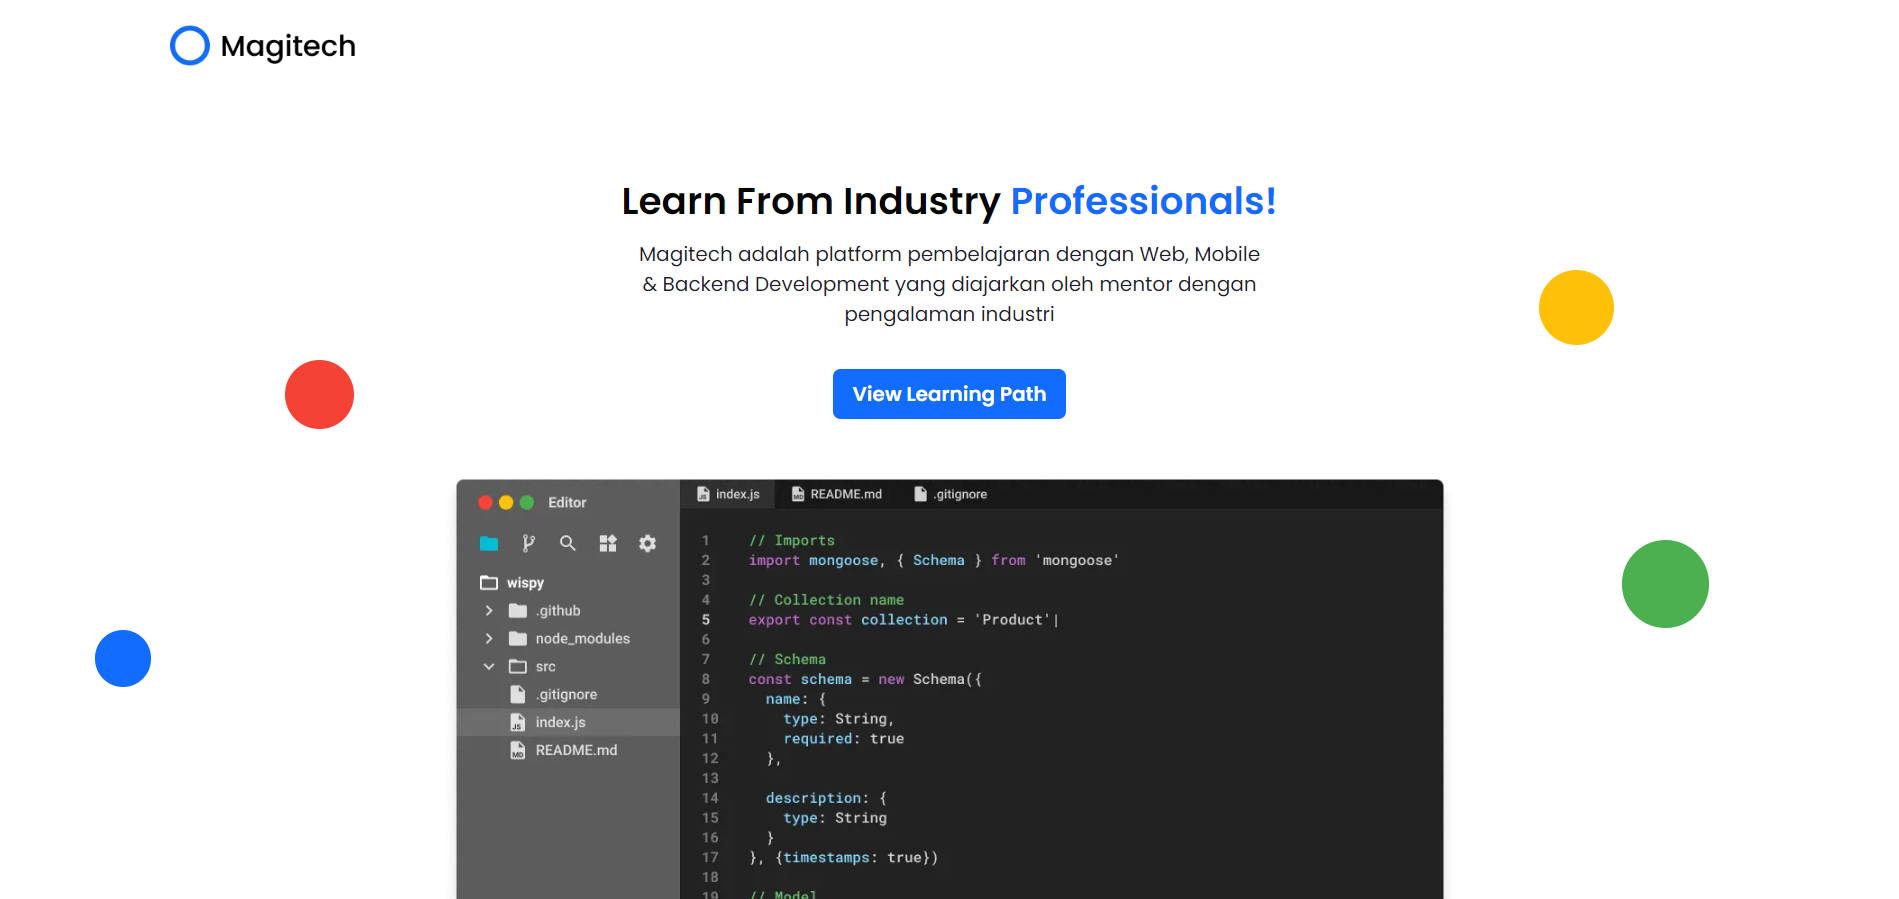 Magitech
Learn From Industry Professionals!
Magitech adalah platform pembelajaran dengan Web, Mobile
& Backend Development yang diajarkan oleh mentor dengan
pengalaman industri
View Learning Path
Editor
wispy
.github
node_modules
src
.gitignore
index.js
README.md
index.js README.md .gitignore
1 // Imports
2 import mongoose, { Schema } from 'mongoose'
3
4 // Collection name
5 export const collection = 'Product'|
6
7 // Schema
8 const schema = new Schema({
9 name: {
10 type: String,
11 required: true
12 },
13
14 description: {
15 type: String
16 }
17 }, {timestamps: true})
18
19 // Model